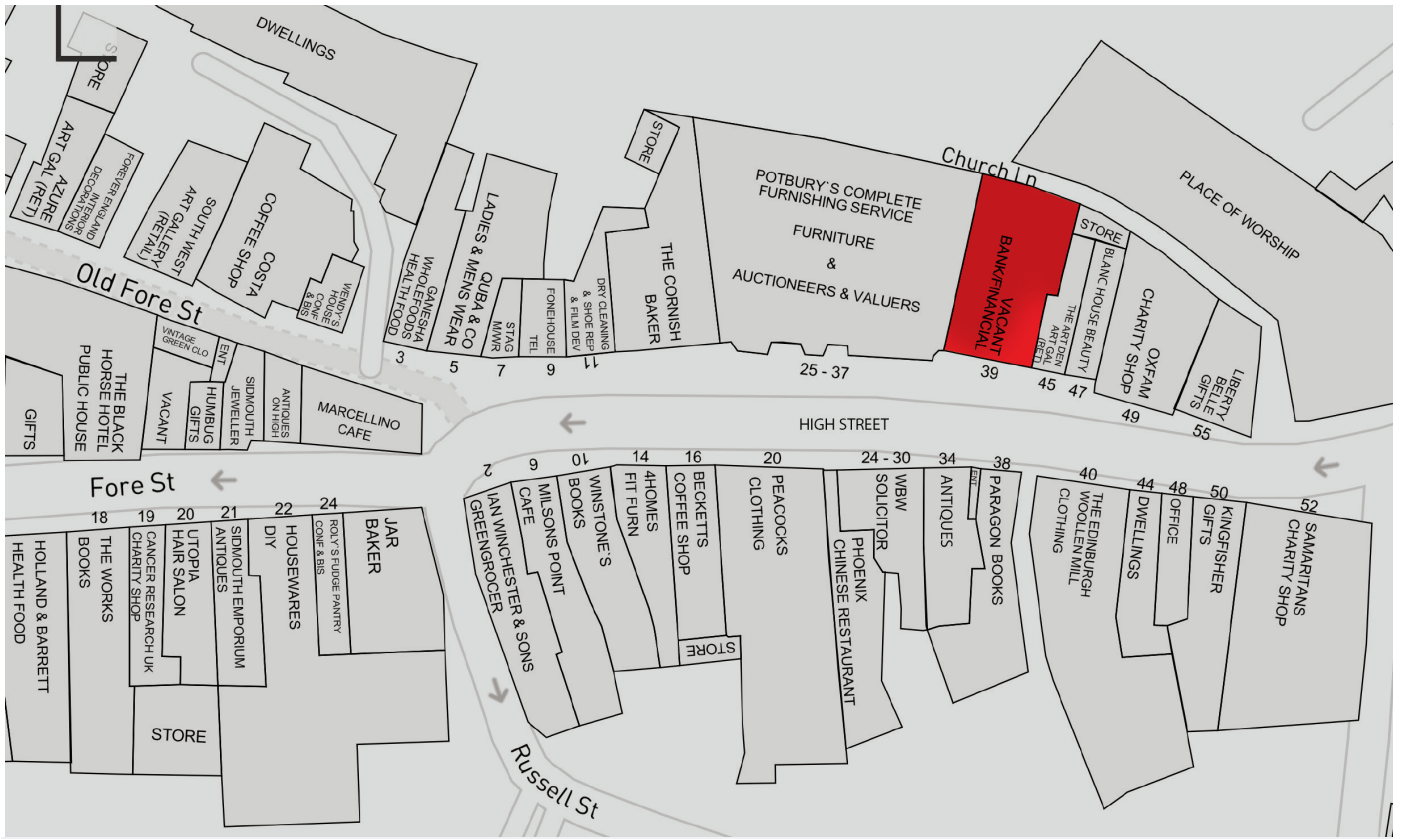 DWELLINGS
STORE
AZURE
ART GAL (RET)
FOREVER ENGLAND
INTERIOR
DECORATIONS
SOUTH WEST
ART GALLERY
(RETAIL)
COSTA
COFFEE SHOP
WENDY'S
HOUSE
CONF
& BIS
GANESHA
WHOLEFOODS
HEALTH FOOD
QUBA & CO
LADIES & MENS WEAR
STAG
M/WR
FONEHOUSE
TEL
DRY CLEANING
& SHOE REP
& FILM DEV
STORE
THE CORNISH
BAKER
POTBURY'S COMPLETE
FURNISHING SERVICE
FURNITURE
&
AUCTIONEERS & VALUERS
Church Ln
VACANT
BANK/FINANCIAL
STORE
THE ART DEN
ART GAL
(RET)
BLANC HOUSE BEAUTY
OXFAM
CHARITY SHOP
LIBERTY
BELLE
GIFTS
PLACE OF WORSHIP
3
5
7
9
11
25 - 37
39
45
47
49
55
Old Fore St
GIFTS
THE BLACK
HORSE HOTEL
PUBLIC HOUSE
VINTAGE
GREEN CLO
VACANT
ENT
HUMBUG
GIFTS
SIDMOUTH
JEWELLER
ANTIQUES
ON HIGH
MARCELLINO
CAFE
HIGH STREET
Fore St
18
19
20
21
22
24
HOLLAND & BARRETT
HEALTH FOOD
THE WORKS
BOOKS
CANCER RESEARCH UK
CHARITY SHOP
UTOPIA
HAIR SALON
SIDMOUTH EMPORIUM
ANTIQUES
HOUSEWARES
DIY
ROLY'S FUDGE PANTRY
CONF & BIS
JAR
BAKER
STORE
2
6
10
14
16
20
24 - 30
34
38
40
44
48
50
52
IAN WINCHESTER & SONS
GREENGROCER
MILSONS POINT
CAFE
WINSTONE'S
BOOKS
4HOMES
FIT FURN
BECKETTS
COFFEE SHOP
STORE
PEACOCKS
CLOTHING
PHOENIX
CHINESE RESTAURANT
WBW
SOLICITOR
ANTIQUES
ENT
PARAGON BOOKS
THE EDINBURGH
WOOLLEN MILL
CLOTHING
DWELLINGS
OFFICE
KINGFISHER
GIFTS
SAMARITANS
CHARITY SHOP
Russell St